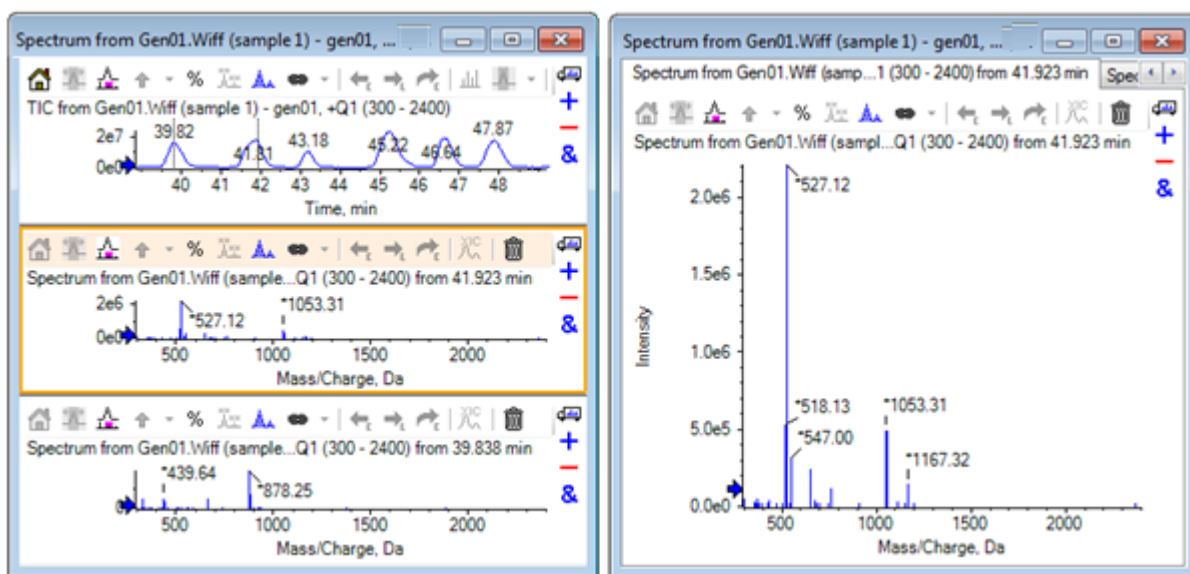 Spectrum from Gen01.Wiff (sample 1) - gen01, ...
%
TIC from Gen01.Wiff (sample 1) - gen01, +Q1 (300 - 2400)
2e7
0e0
39.82
41.81
43.18
45.22
46.64
47.87
40 41 42 43 44 45 46 47 48
Time, min
&
%
Spectrum from Gen01.Wiff (sample...Q1 (300 - 2400) from 41.923 min
2e6
0e0
*527.12
*1053.31
500 1000 1500 2000
Mass/Charge, Da
&
%
Spectrum from Gen01.Wiff (sample...Q1 (300 - 2400) from 39.838 min
*439.64
*878.25
500 1000 1500 2000
Mass/Charge, Da
&
Spectrum from Gen01.Wiff (sample 1) - gen01, ...
Spectrum from Gen01.Wiff (samp...1 (300 - 2400) from 41.923 min
%
Spectrum from Gen01.Wiff (sampl...Q1 (300 - 2400) from 41.923 min
&
Intensity
2.0e6
1.5e6
1.0e6
5.0e5
0.0e0
*527.12
*518.13
*547.00
*1053.31
*1167.32
500 1000 1500 2000
Mass/Charge, Da